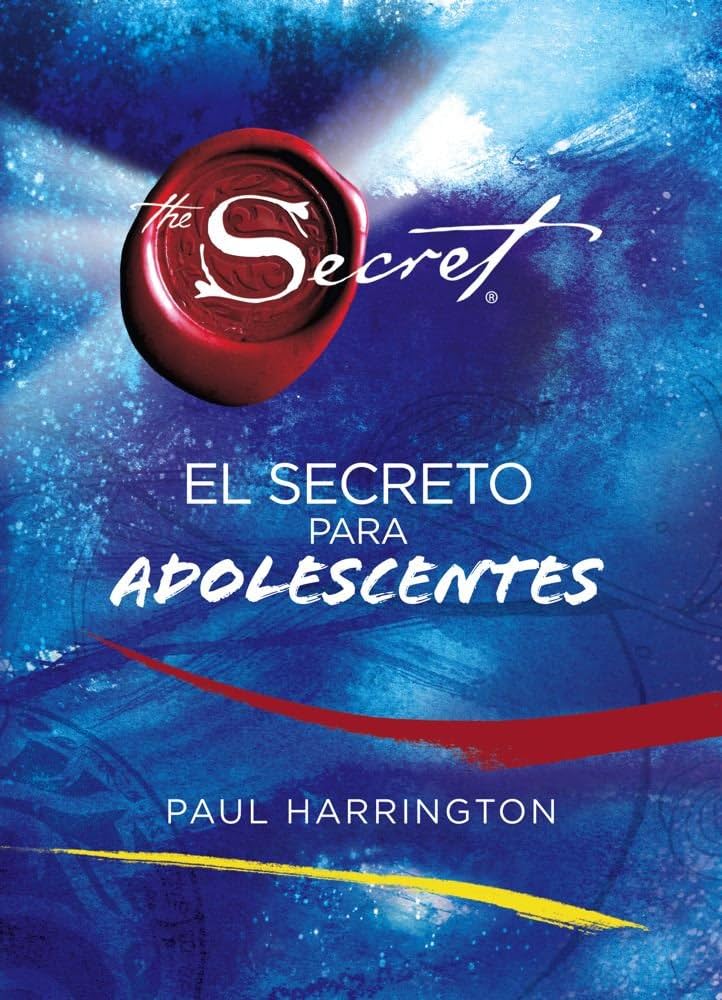 the Secret®
EL SECRETO
PARA
ADOLESCENTES
PAUL HARRINGTON